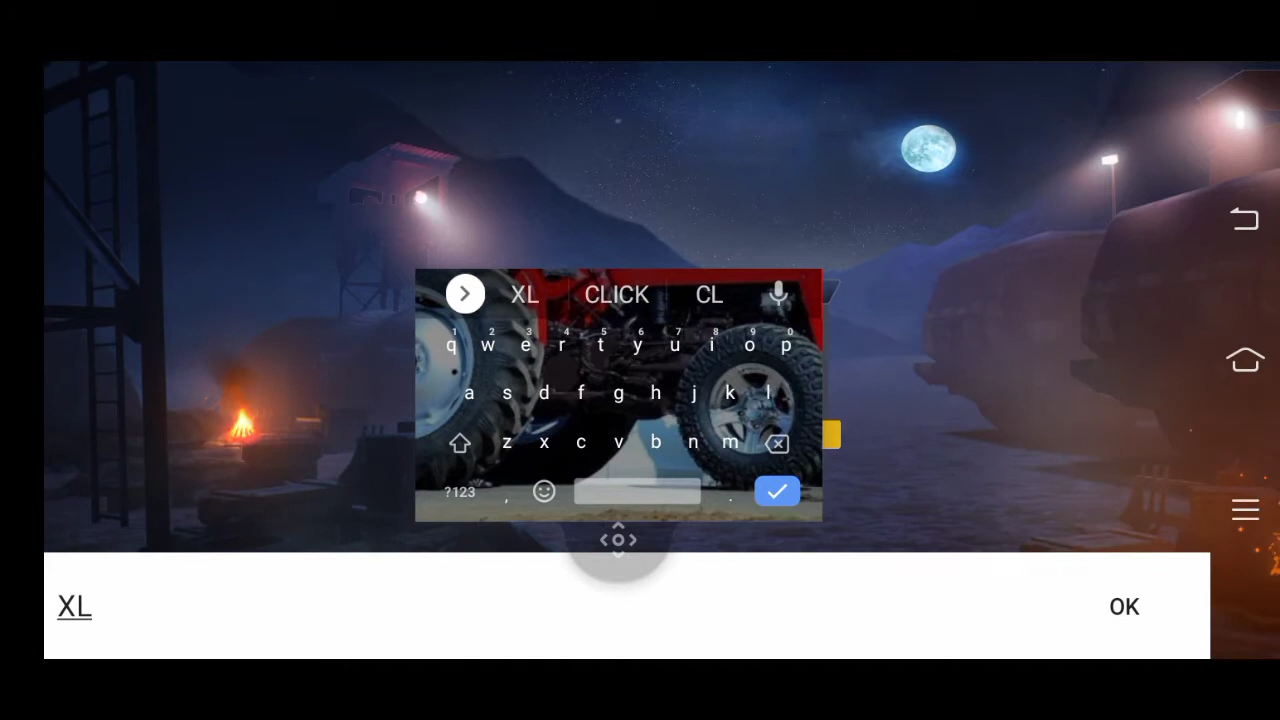 XL CLICK CL
1 2 3 4 5 6 7 8 9 0
q w e r t y u i o p
a s d f g h j k l
z x c v b n m
?123 , .
XL OK